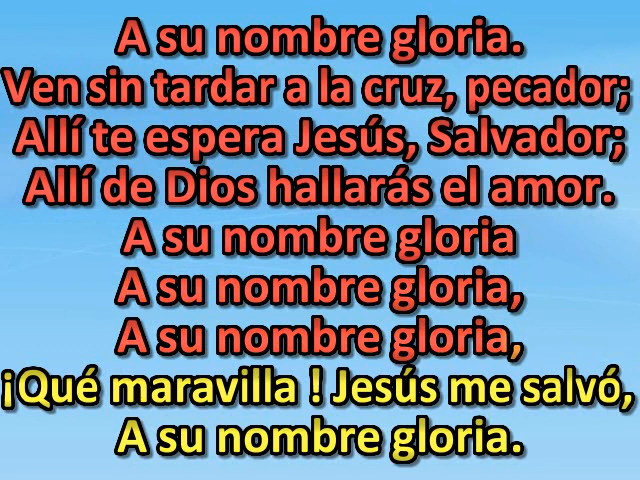 A su nombre gloria.
Ven sin tardar a la cruz, pecador;
Allí te espera Jesús, Salvador;
Allí de Dios hallarás el amor.
A su nombre gloria
A su nombre gloria,
A su nombre gloria,
¡Qué maravilla ! Jesús me salvó,
A su nombre gloria.